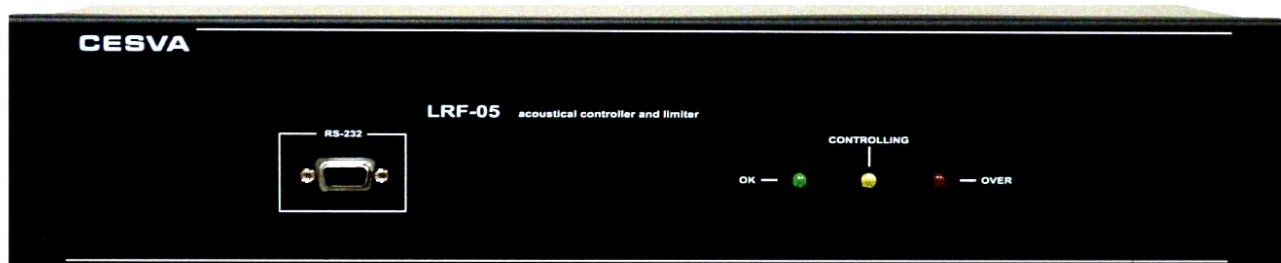 CESVA
LRF-05 acoustical controller and limiter
RS-232
CONTROLLING
OK
OVER